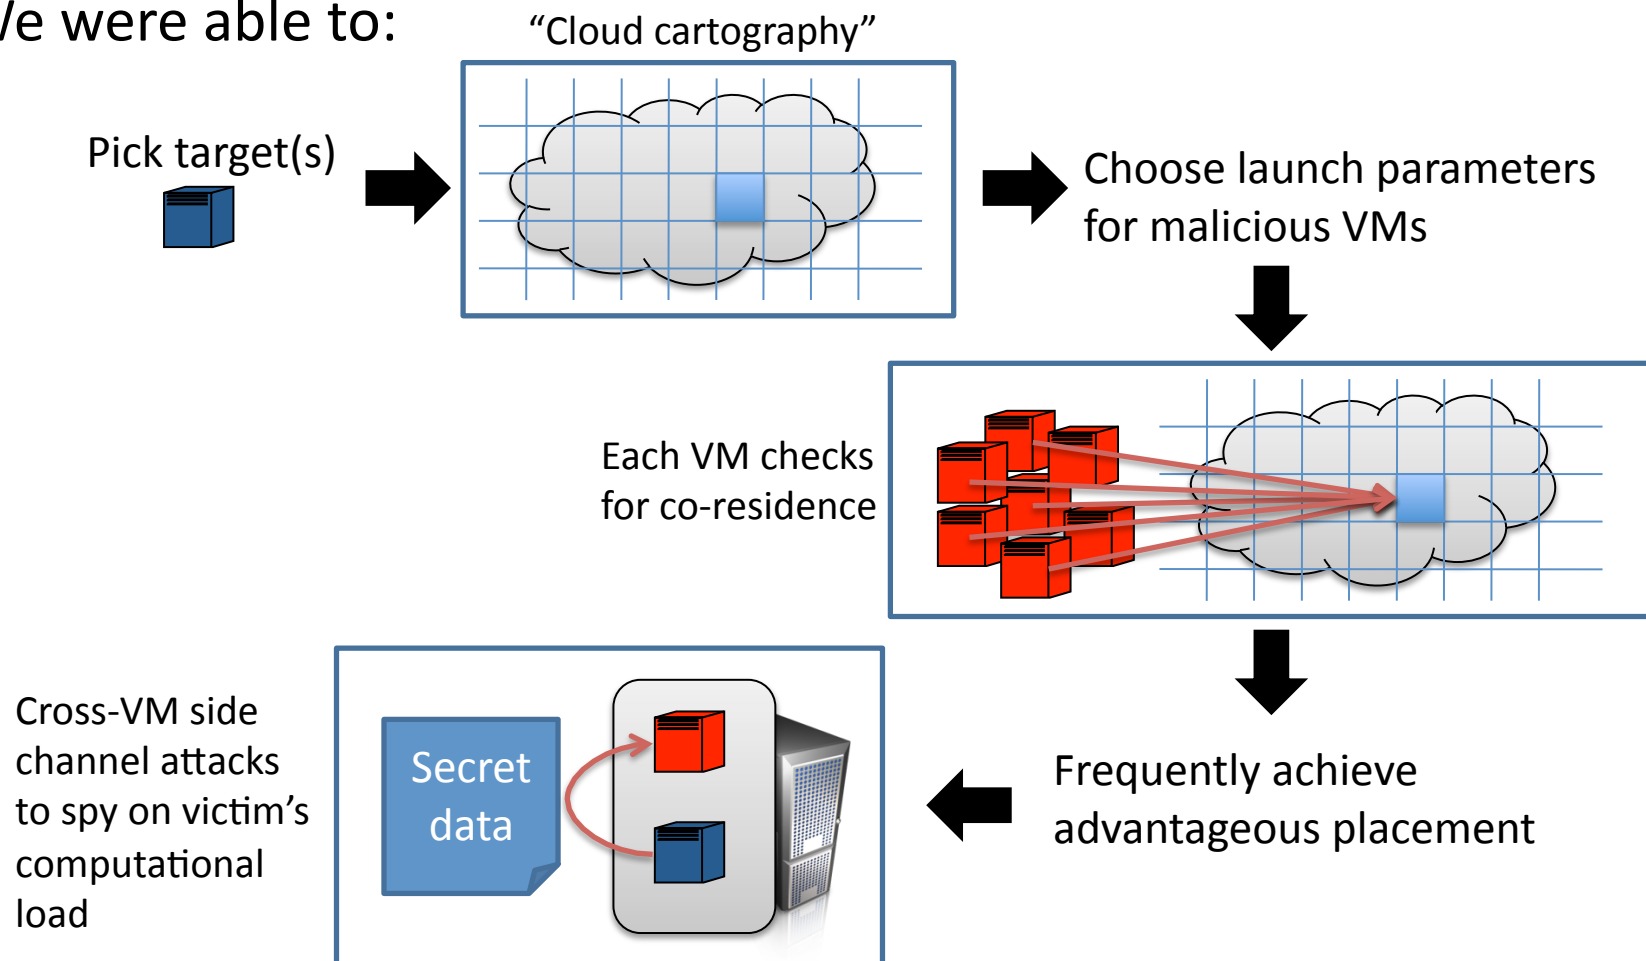 We were able to:
“Cloud cartography”
Pick target(s)
Choose launch parameters
for malicious VMs
Each VM checks
for co-residence
Frequently achieve
advantageous placement
Secret
data
Cross-VM side
channel attacks
to spy on victim’s
computational
load